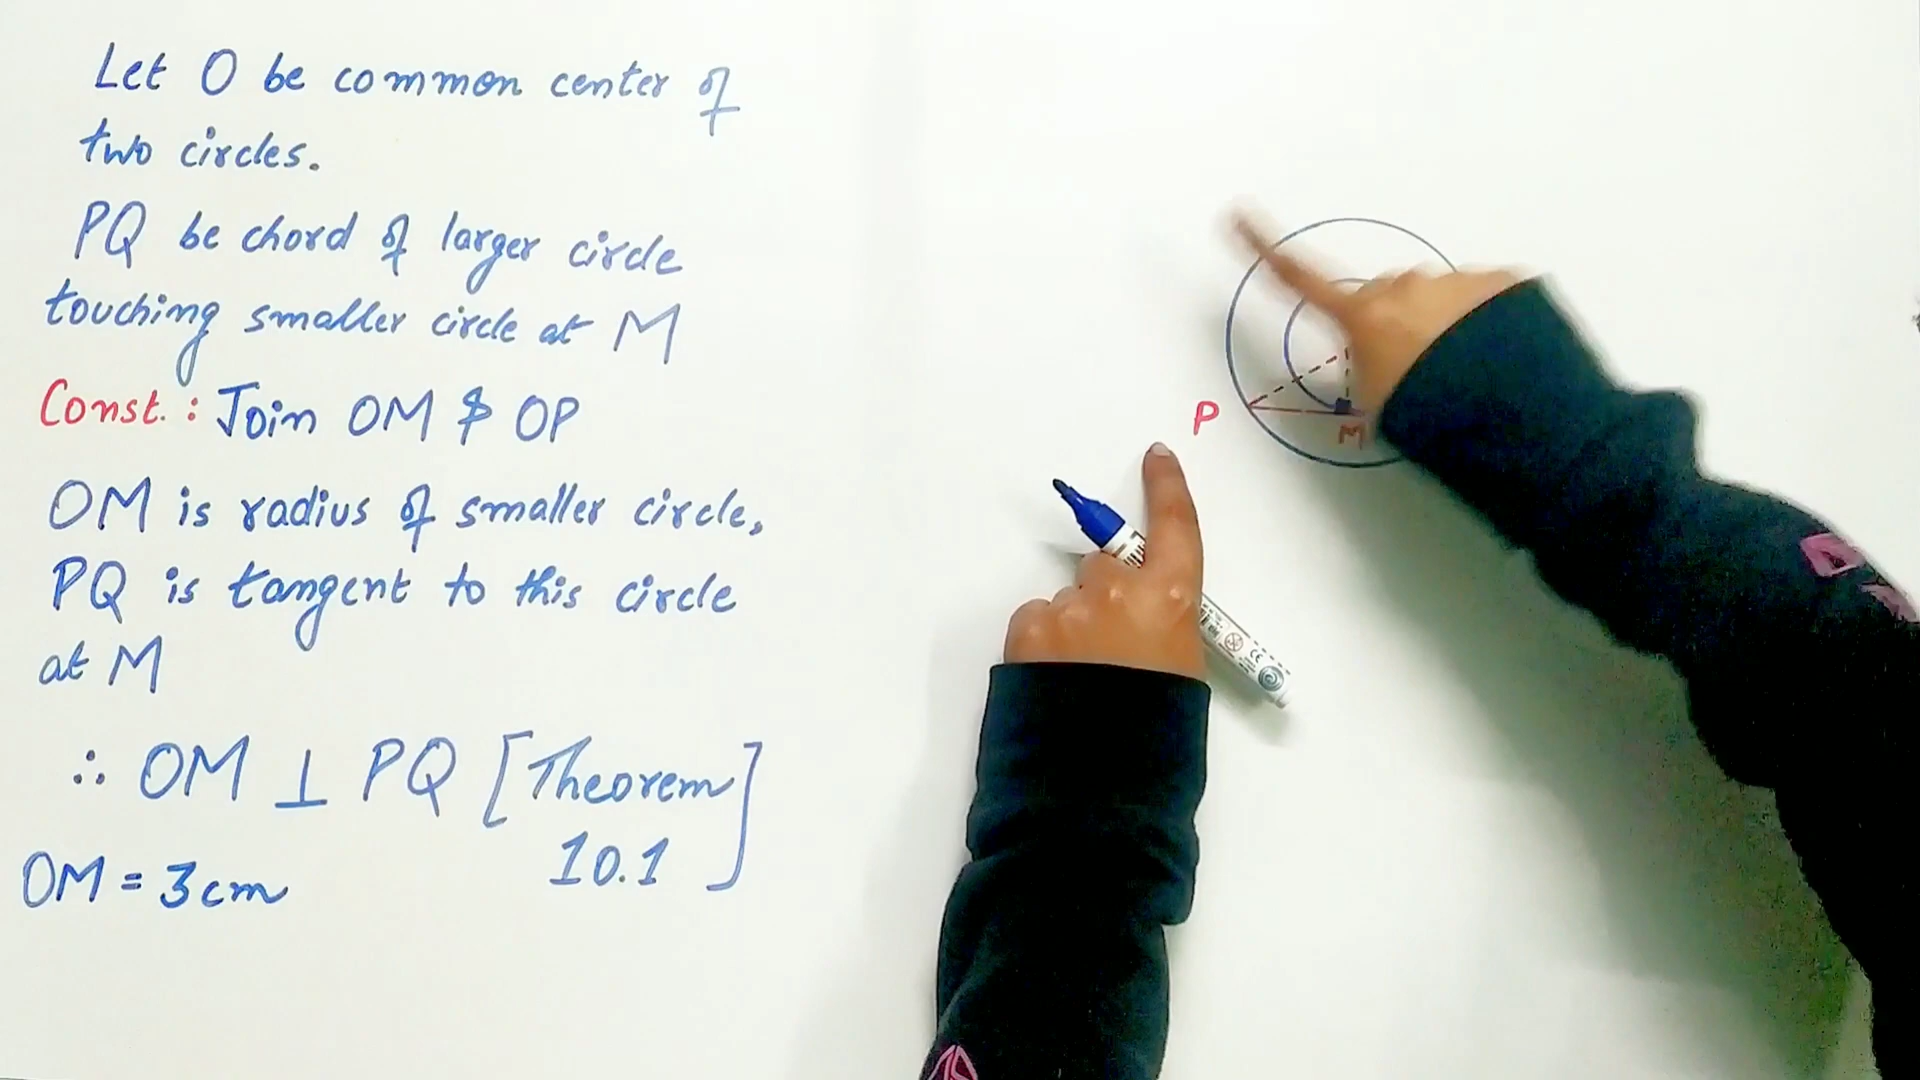 Let O be common center of
two circles.
PQ be chord of larger circle
touching smaller circle at M
Const. : Join OM & OP
OM is radius of smaller circle,
PQ is tangent to this circle
at M
∴ OM ⊥ PQ [Theorem
10.1]
OM = 3cm
P
M